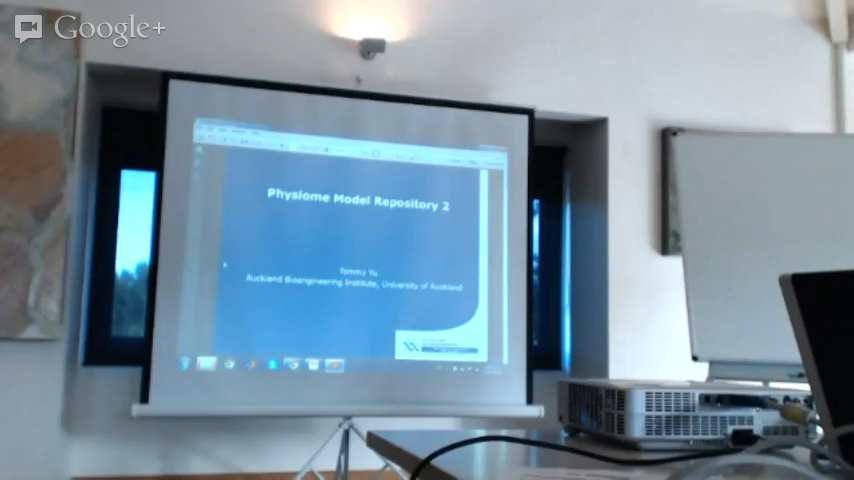 Google+
Physiome Model Repository 2
Tommy Yu
Auckland Bioengineering Institute, University of Auckland